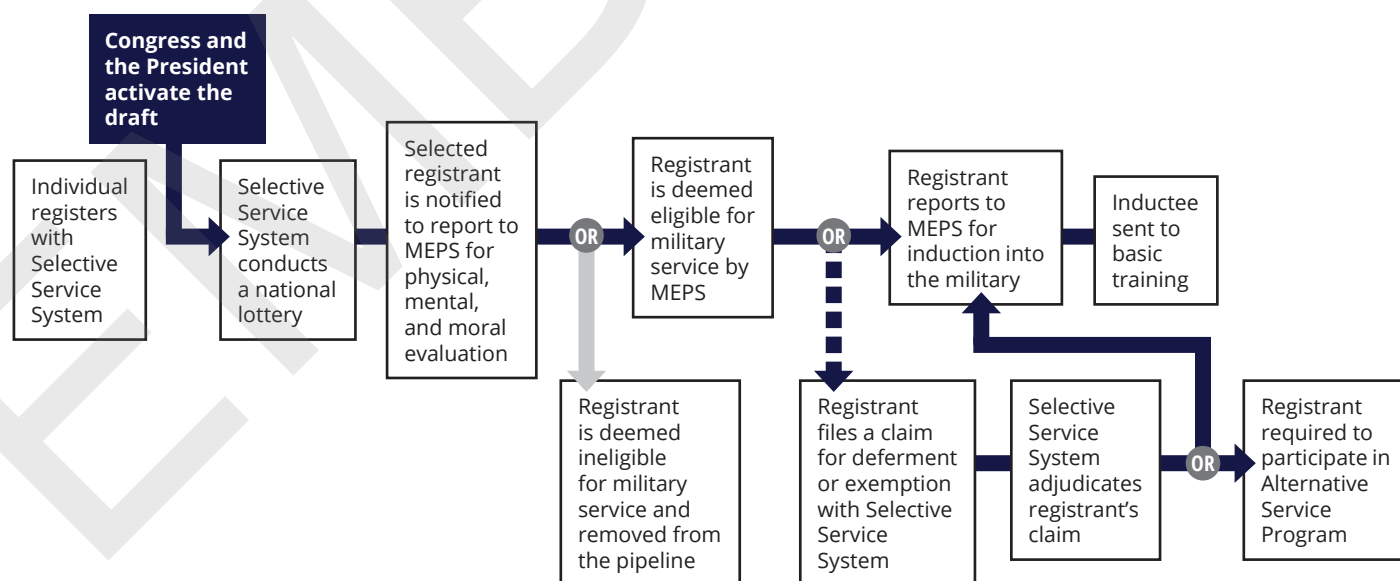 Congress and
the President
activate the
draft
Individual
registers
with
Selective
Service
System
Selective
Service
System
conducts
a national
lottery
Selected
registrant
is notified
to report to
MEPS for
physical,
mental,
and moral
evaluation
OR
Registrant
is deemed
eligible for
military
service by
MEPS
OR
Registrant
reports to
MEPS for
induction into
the military
Inductee
sent to
basic
training
Registrant
is deemed
ineligible
for military
service and
removed from
the pipeline
Registrant
files a claim
for deferment
or exemption
with Selective
Service
System
Selective
Service
System
adjudicates
registrant’s
claim
OR
Registrant
required to
participate in
Alternative
Service
Program